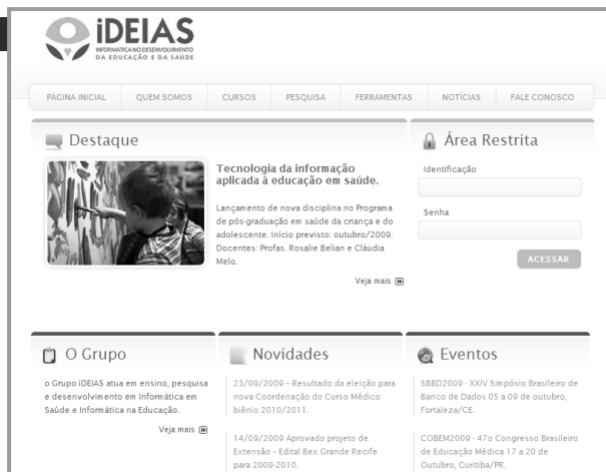 iDEIAS
INFORMÁTICA NO DESENVOLVIMENTO
DA EDUCAÇÃO E DA SAÚDE
PÁGINA INICIAL QUEM SOMOS CURSOS PESQUISA FERRAMENTAS NOTÍCIAS FALE CONOSCO
Destaque
Tecnologia da informação
aplicada à educação em saúde.
Lançamento de nova disciplina no Programa
de pós-graduação em saúde da criança e do
adolescente. Início previsto: outubro/2009.
Docentes: Profas. Rosalie Belian e Cláudia
Melo.
Veja mais
Área Restrita
Identificação
Senha
ACESSAR
O Grupo
o Grupo iDEIAS atua em ensino, pesquisa
e desenvolvimento em Informática em
Saúde e Informática na Educação.
Veja mais
Novidades
23/09/2009 – Resultado da eleição para
nova Coordenação do Curso Médico
biênio 2010/2011.
14/09/2009 Aprovado projeto de
Extensão – Edital Bex Grande Recife
para 2009-2010.
Eventos
SBBD2009 - XXIV Simpósio Brasileiro de
Banco de Dados 05 a 09 de outubro,
Fortaleza/CE.
COBEM2009 - 47o Congresso Brasileiro
de Educação Médica 17 a 20 de
Outubro, Curitiba/PR.